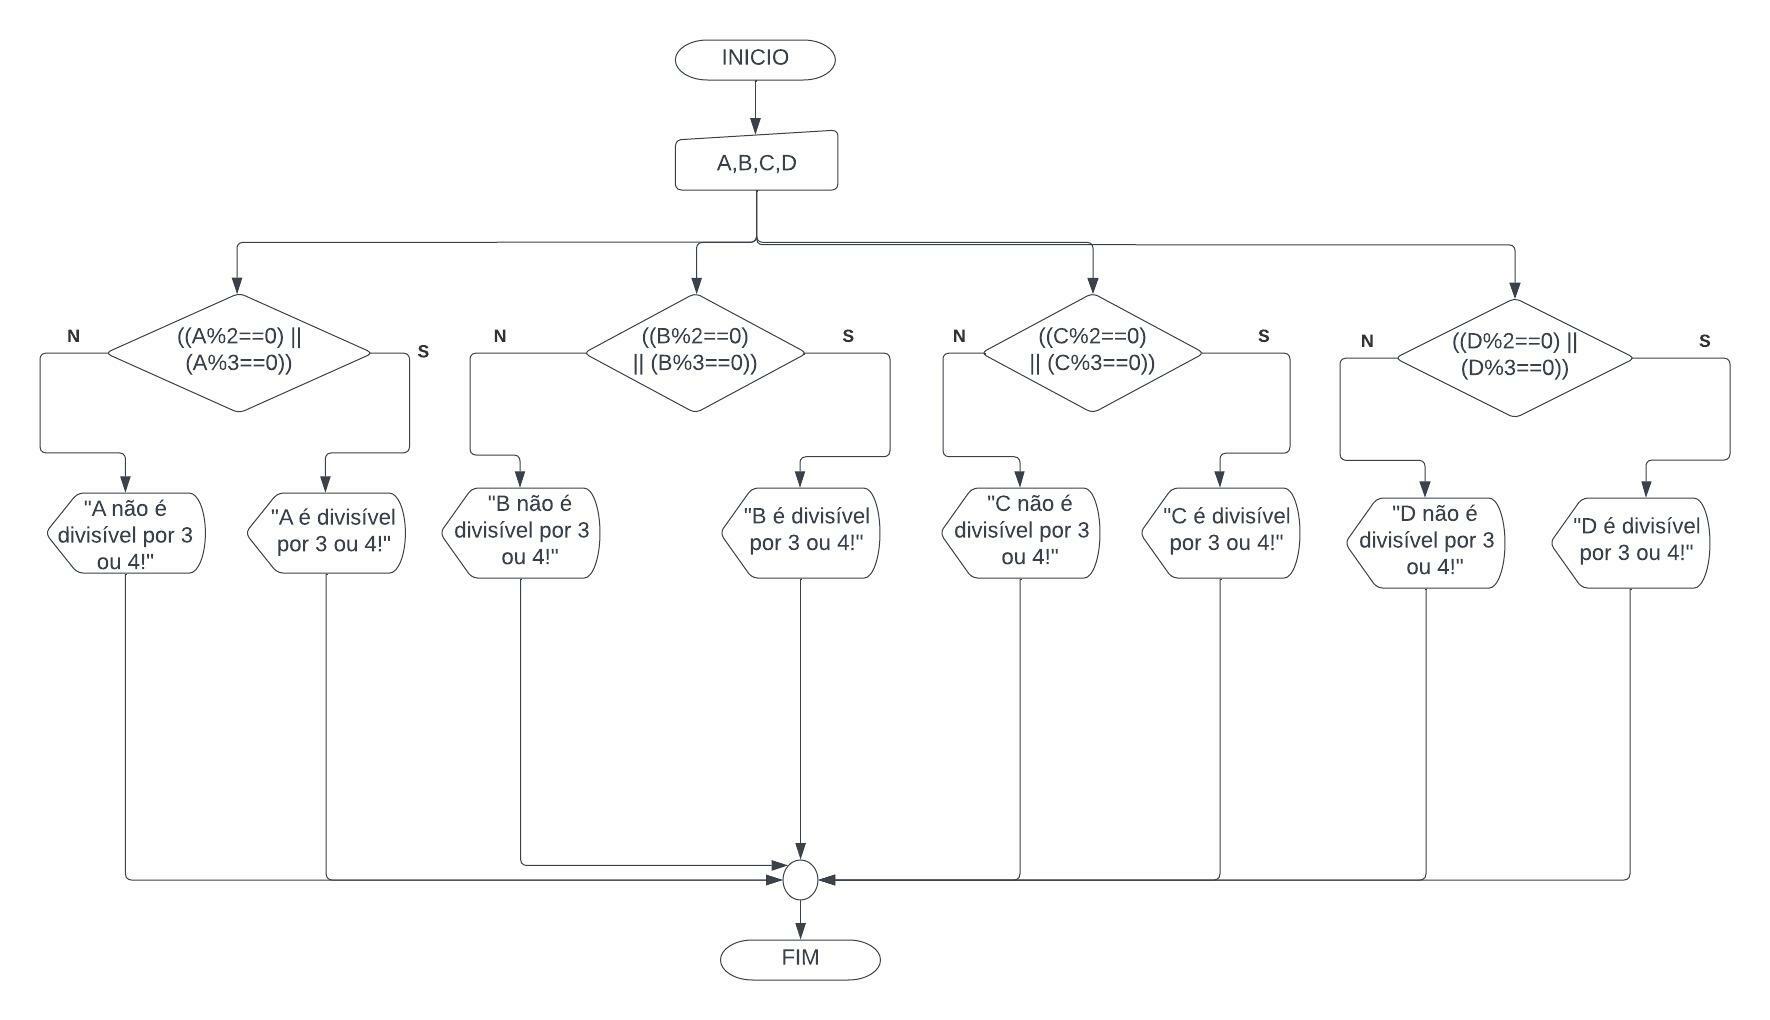 INICIO
A,B,C,D
N
((A%2==0) ||
(A%3==0))
S
N
((B%2==0)
|| (B%3==0))
S
N
((C%2==0)
|| (C%3==0))
S
N
((D%2==0) ||
(D%3==0))
S
"A não é
divisível por 3
ou 4!"
"A é divisível
por 3 ou 4!"
"B não é
divisível por 3
ou 4!"
"B é divisível
por 3 ou 4!"
"C não é
divisível por 3
ou 4!"
"C é divisível
por 3 ou 4!"
"D não é
divisível por 3
ou 4!"
"D é divisível
por 3 ou 4!"
FIM